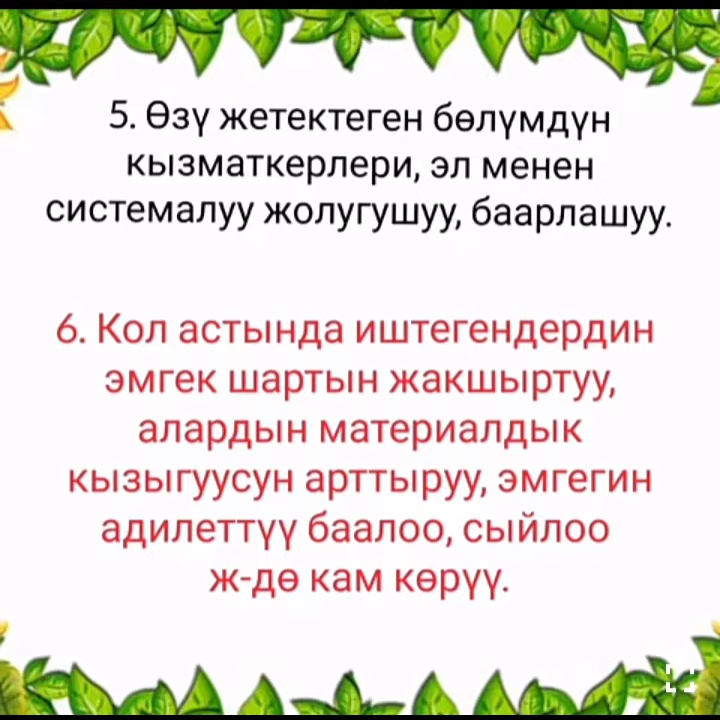 5. Өзү жетектеген бөлүмдүн
кызматкерлери, эл менен
системалуу жолугушуу, баарлашуу.
6. Кол астында иштегендердин
эмгек шартын жакшыртуу,
алардын материалдык
кызыгуусун арттыруу, эмгегин
адилеттүү баалоо, сыйлоо
ж-дө кам көрүү.